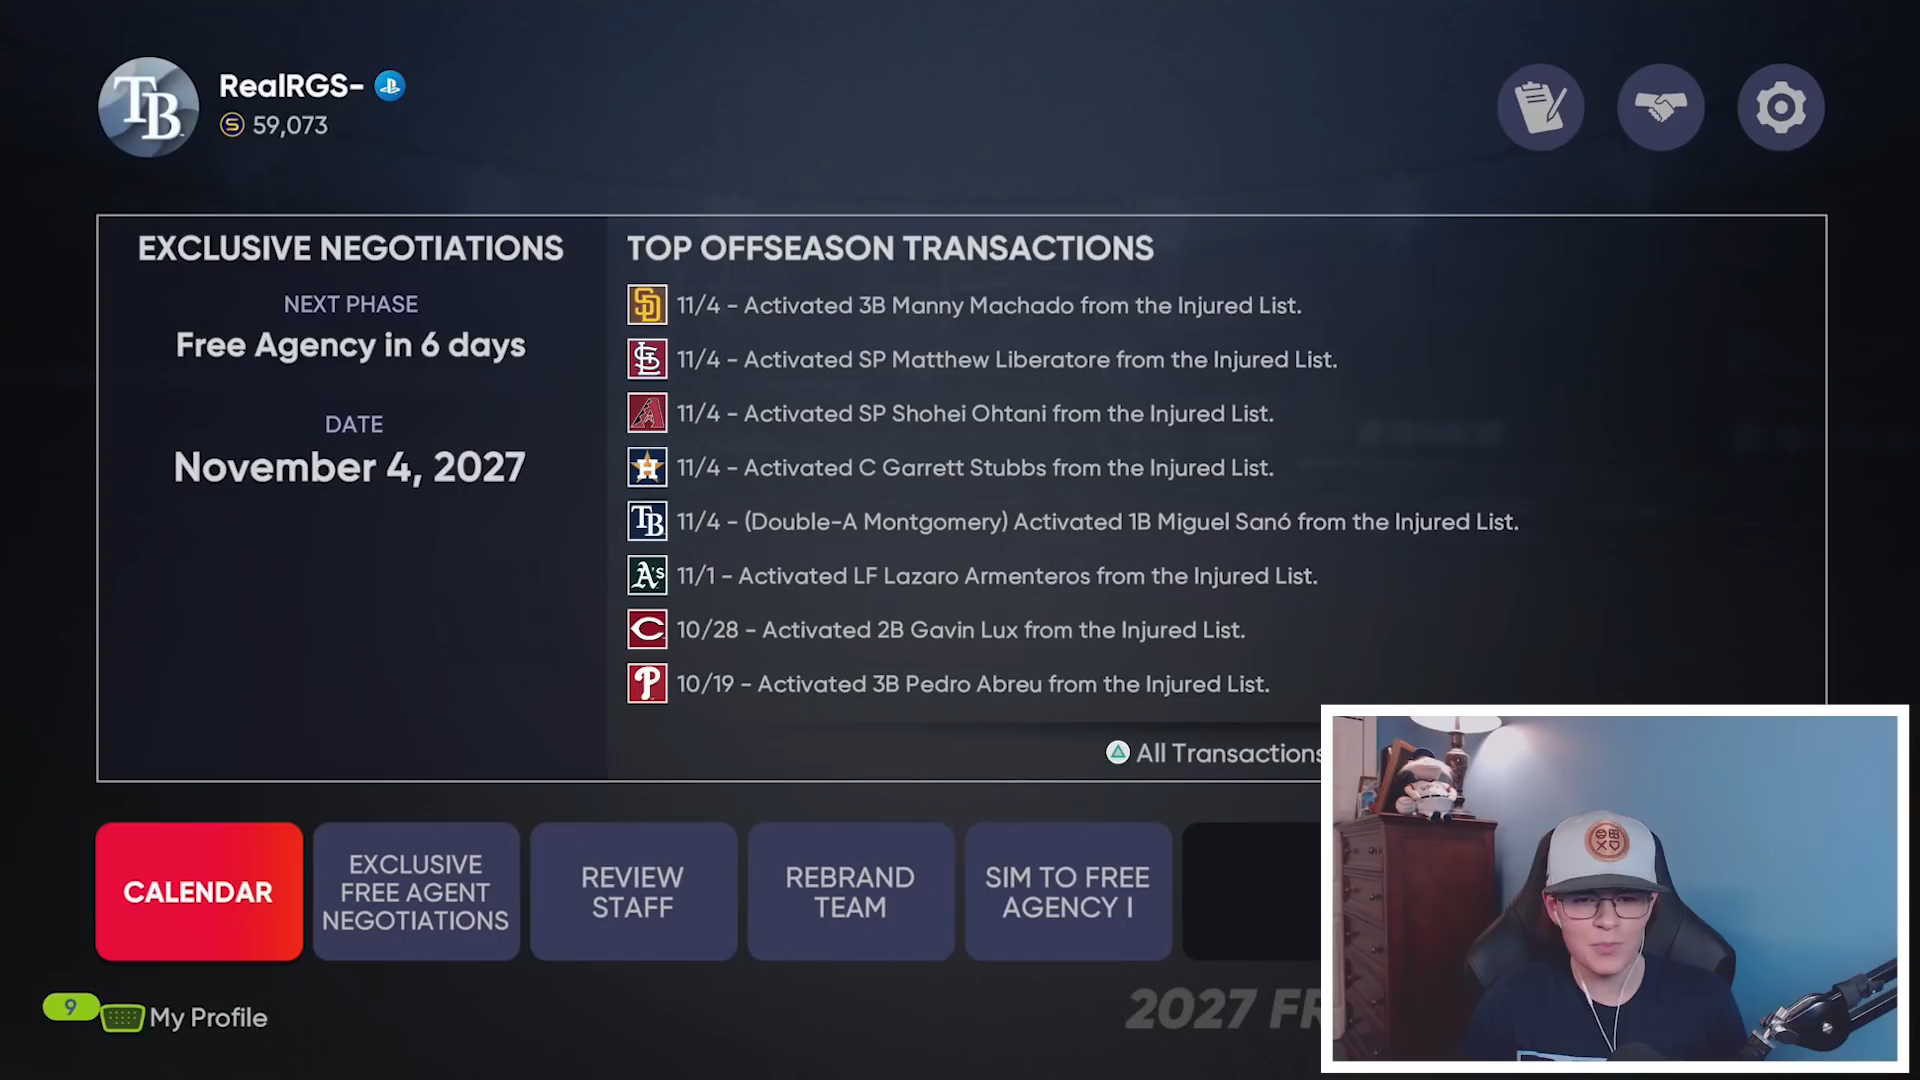 RealRGS-
59,073
EXCLUSIVE NEGOTIATIONS
NEXT PHASE
Free Agency in 6 days
DATE
November 4, 2027
TOP OFFSEASON TRANSACTIONS
11/4 - Activated 3B Manny Machado from the Injured List.
11/4 - Activated SP Matthew Liberatore from the Injured List.
11/4 - Activated SP Shohei Ohtani from the Injured List.
11/4 - Activated C Garrett Stubbs from the Injured List.
11/4 - (Double-A Montgomery) Activated 1B Miguel Sanó from the Injured List.
11/1 - Activated LF Lazaro Armenteros from the Injured List.
10/28 - Activated 2B Gavin Lux from the Injured List.
10/19 - Activated 3B Pedro Abreu from the Injured List.
All Transactions
CALENDAR
EXCLUSIVE
FREE AGENT
NEGOTIATIONS
REVIEW
STAFF
REBRAND
TEAM
SIM TO FREE
AGENCY I
9
My Profile
2027 FR